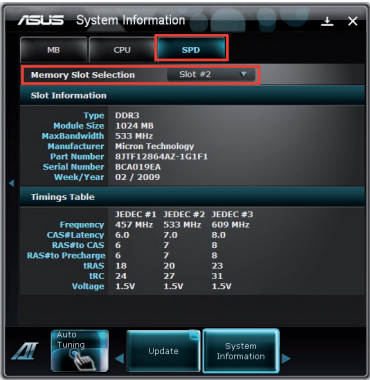 ASUS System Information
MB CPU SPD
Memory Slot Selection Slot #2
Slot Information
Type DDR3
Module Size 1024 MB
MaxBandwidth 533 MHz
Manufacturer Micron Technology
Part Number 8JTF12864AZ-1G1F1
Serial Number BCA019EA
Week/Year 02 / 2009
Timings Table
JEDEC #1 JEDEC #2 JEDEC #3
Frequency 457 MHz 533 MHz 609 MHz
CAS#Latency 6.0 7.0 8.0
RAS#to CAS 6 7 8
RAS#to Precharge 6 7 8
tRAS 18 20 23
tRC 24 27 31
Voltage 1.5V 1.5V 1.5V
Auto
Tuning
Update
System
Information